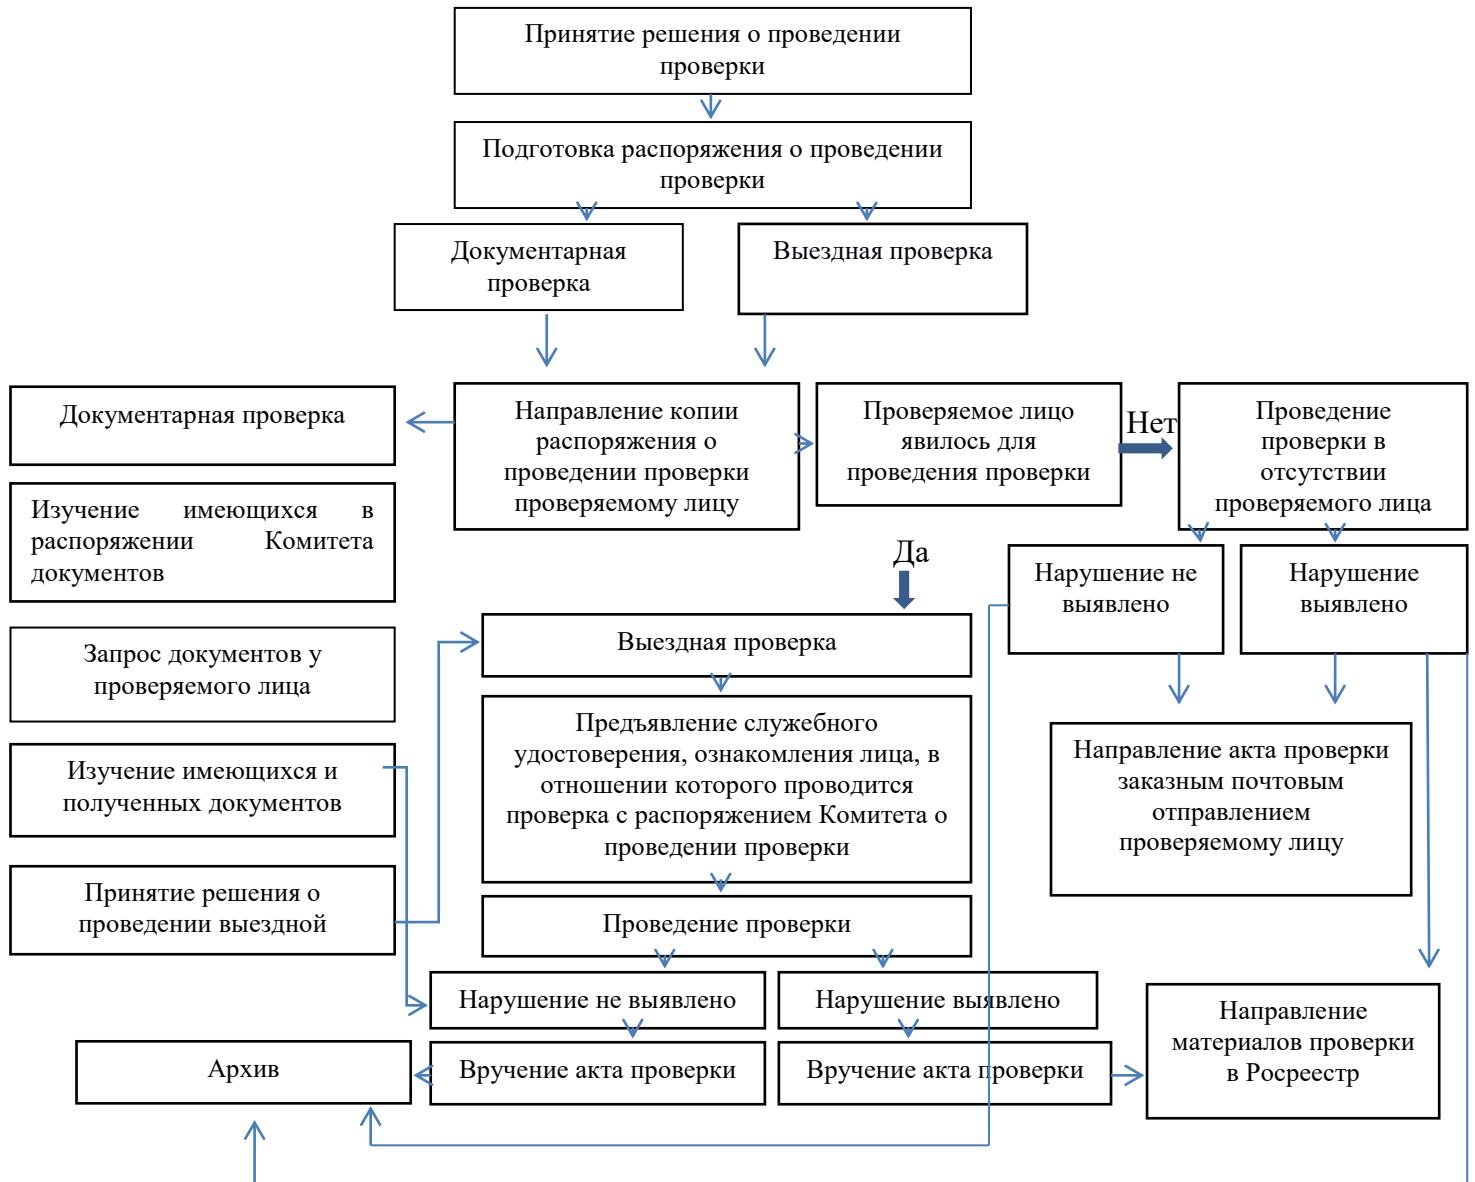 Принятие решения о проведении
проверки
Подготовка распоряжения о проведении
проверки
Документарная
проверка
Выездная проверка
Документарная проверка
Направление копии
распоряжения о
проведении проверки
проверяемому лицу
Проверяемое лицо
явилось для
проведения проверки
Нет
Проведение
проверки в
отсутствии
проверяемого лица
Изучение имеющихся в
распоряжении Комитета
документов
Да
Нарушение не
выявлено
Нарушение
выявлено
Запрос документов у
проверяемого лица
Выездная проверка
Предъявление служебного
удостоверения, ознакомления лица, в
отношении которого проводится
проверка с распоряжением Комитета о
проведении проверки
Направление акта проверки
заказным почтовым
отправлением
проверяемому лицу
Изучение имеющихся и
полученных документов
Принятие решения о
проведении выездной
Проведение проверки
Нарушение не выявлено
Нарушение выявлено
Направление
материалов проверки
в Росреестр
Архив
Вручение акта проверки
Вручение акта проверки